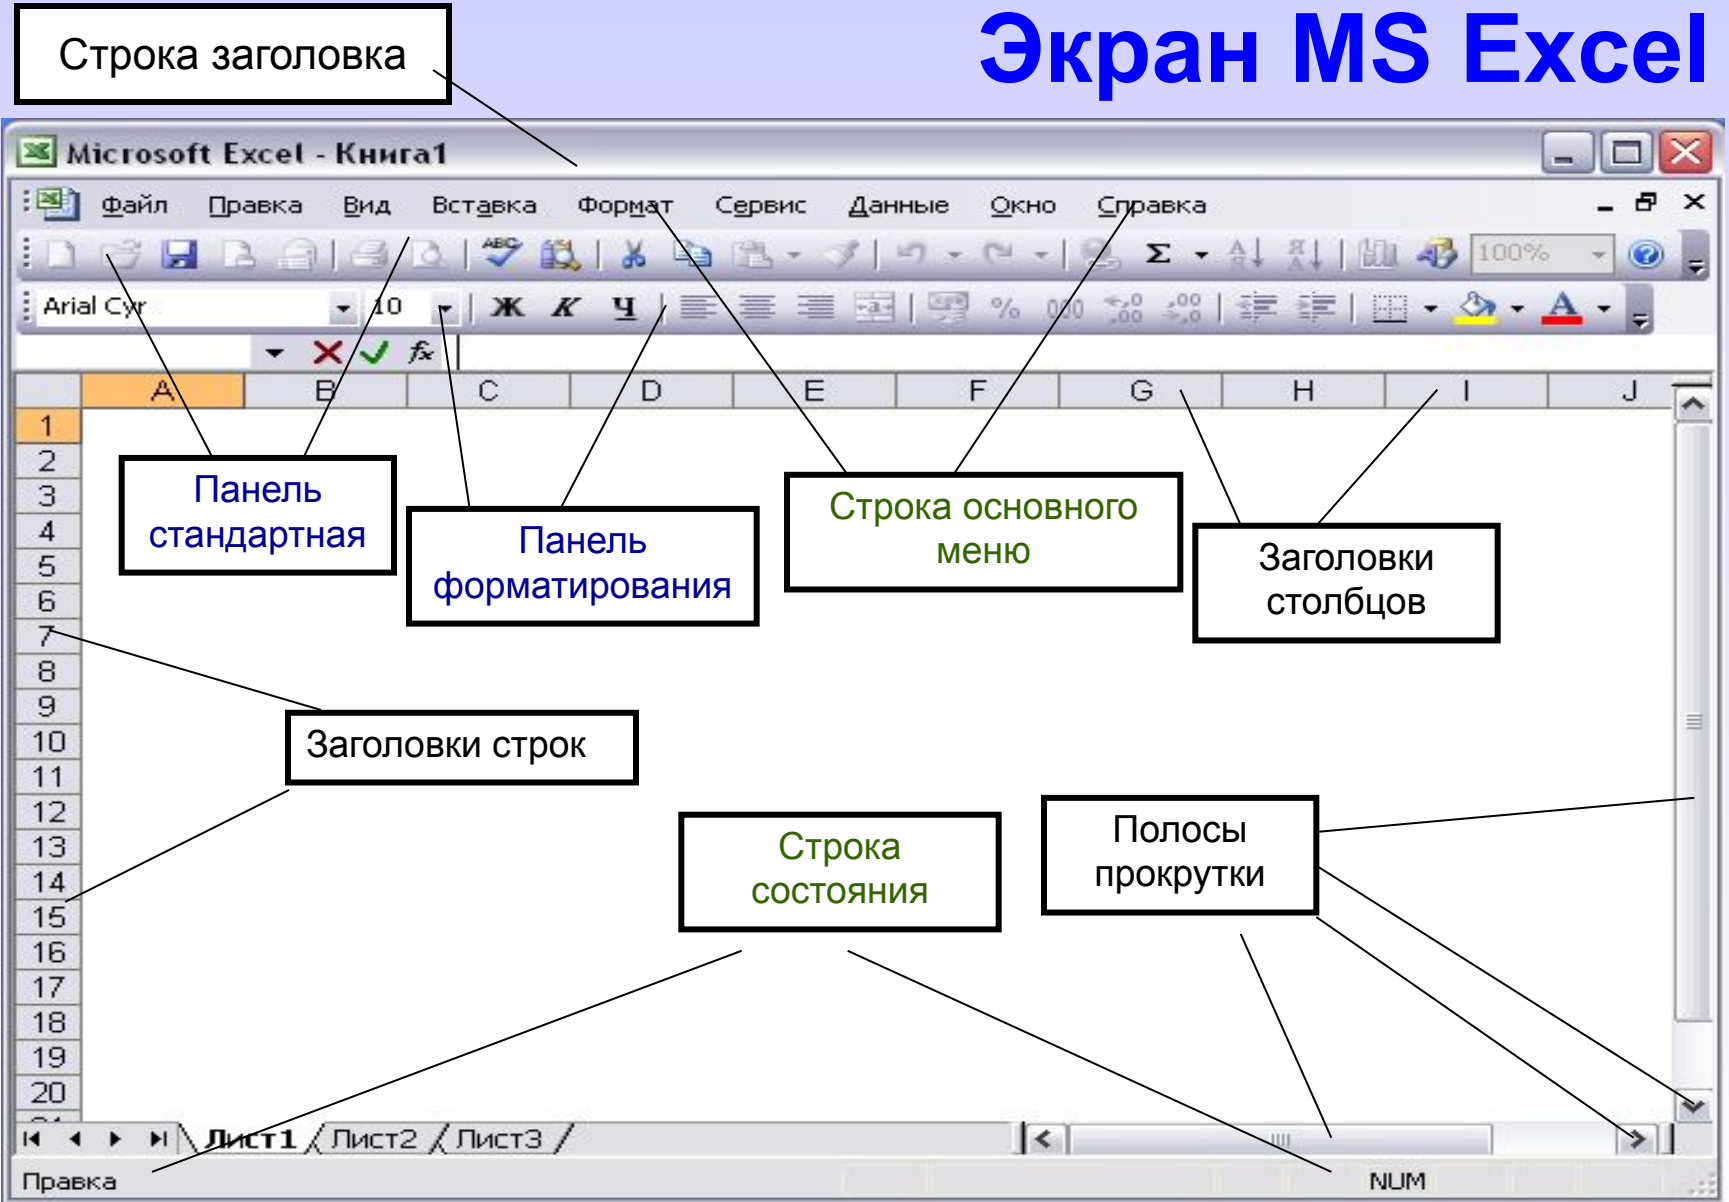 Строка заголовка
Экран MS Excel
Microsoft Excel - Книга1
Файл Правка Вид Вставка Формат Сервис Данные Окно Справка
ABC Σ 100%
Arial Cyr 10 Ж К Ч % 000
fx
A B C D E F G H I J
1
2
3
4
5
6
7
8
9
10
11
12
13
14
15
16
17
18
19
20
Панель
стандартная
Панель
форматирования
Строка основного
меню
Заголовки
столбцов
Заголовки строк
Строка
состояния
Полосы
прокрутки
Лист1 Лист2 Лист3
Правка NUM